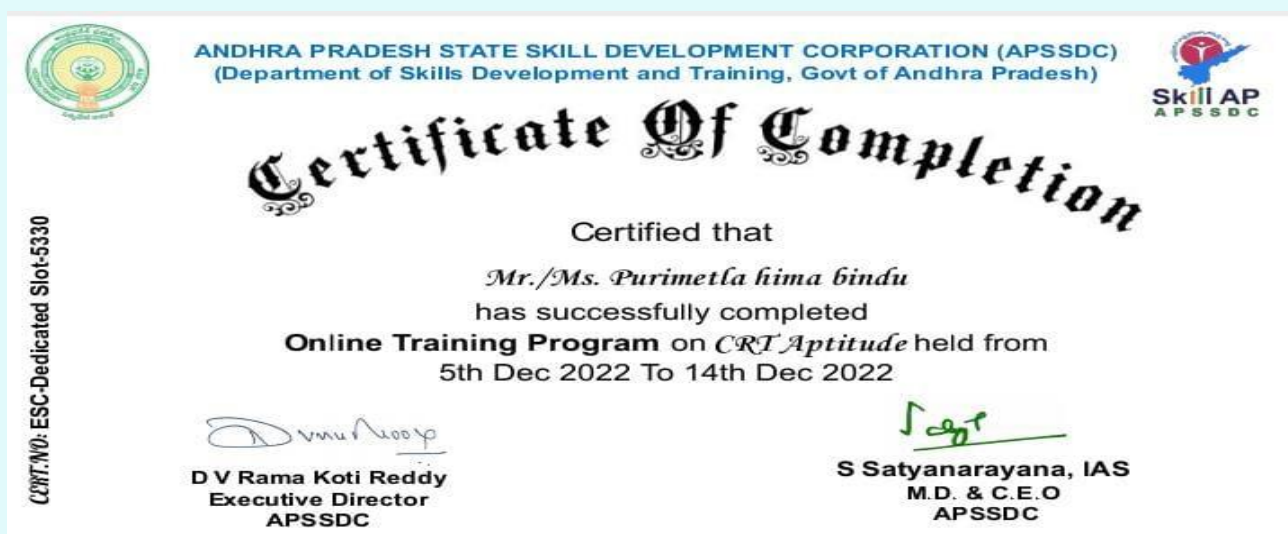 ANDHRA PRADESH STATE SKILL DEVELOPMENT CORPORATION (APSSDC)
(Department of Skills Development and Training, Govt of Andhra Pradesh)
Skill AP
APSSDC
Certificate Of Completion
Certified that
Mr./Ms. Purimetla hima bindu
has successfully completed
Online Training Program on CRT Aptitude held from
5th Dec 2022 To 14th Dec 2022
CERT.NO: ESC-Dedicated Slot-5330
D V Rama Koti Reddy
Executive Director
APSSDC
S Satyanarayana, IAS
M.D. & C.E.O
APSSDC